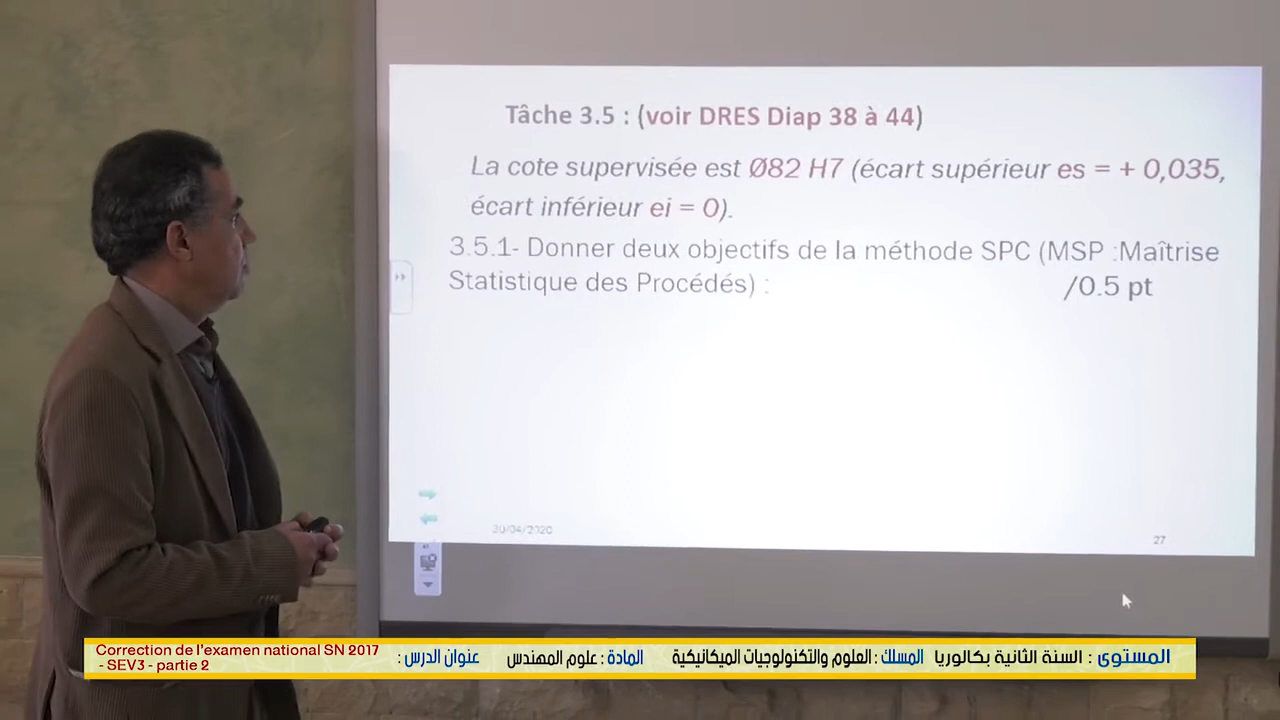 Tâche 3.5 : (voir DRES Diap 38 à 44)
La cote supervisée est Ø82 H7 (écart supérieur es = + 0,035,
écart inférieur ei = 0).
3.5.1- Donner deux objectifs de la méthode SPC (MSP :Maîtrise
Statistique des Procédés) : /0.5 pt
30/04/2020
27
المستوى : السنة الثانية بكالوريا المسلك : العلوم والتكنولوجيات الميكانيكية المادة : علوم المهندس عنوان الدرس :
Correction de l'examen national SN 2017
- SEV3 - partie 2